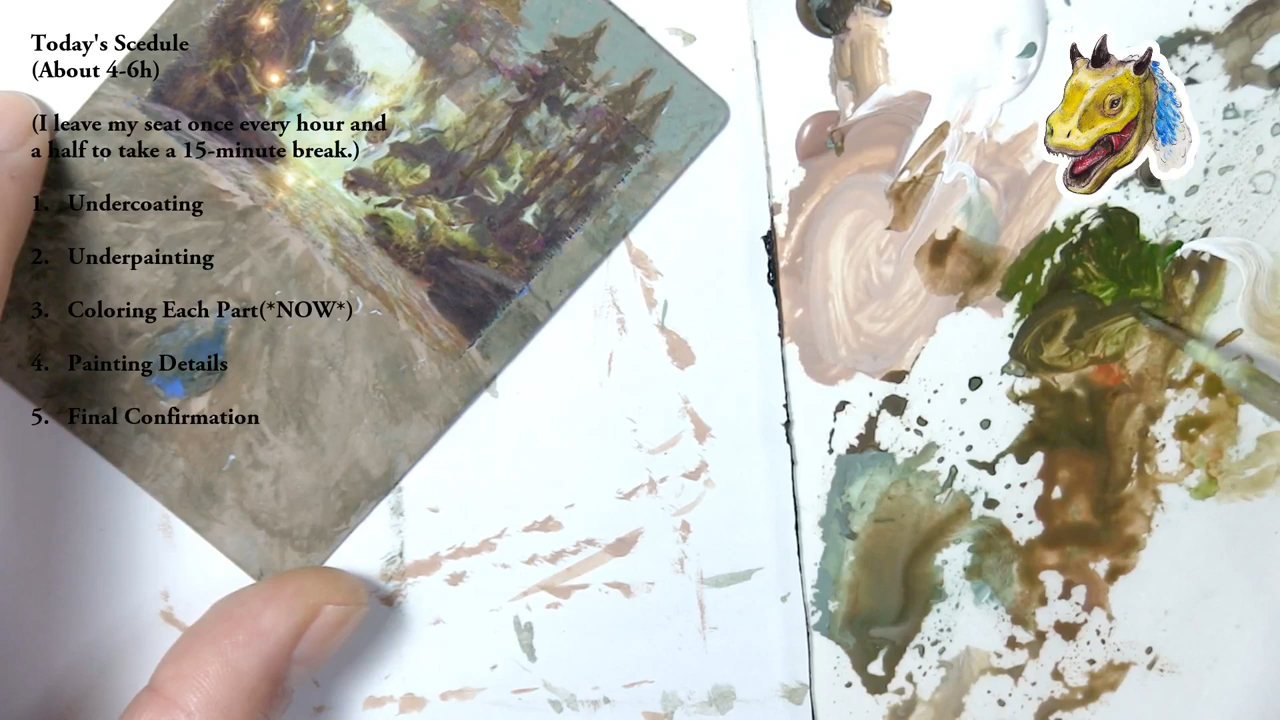 Today's Scedule
(About 4-6h)
(I leave my seat once every hour and
a half to take a 15-minute break.)
1. Undercoating
2. Underpainting
3. Coloring Each Part(*NOW*)
4. Painting Details
5. Final Confirmation